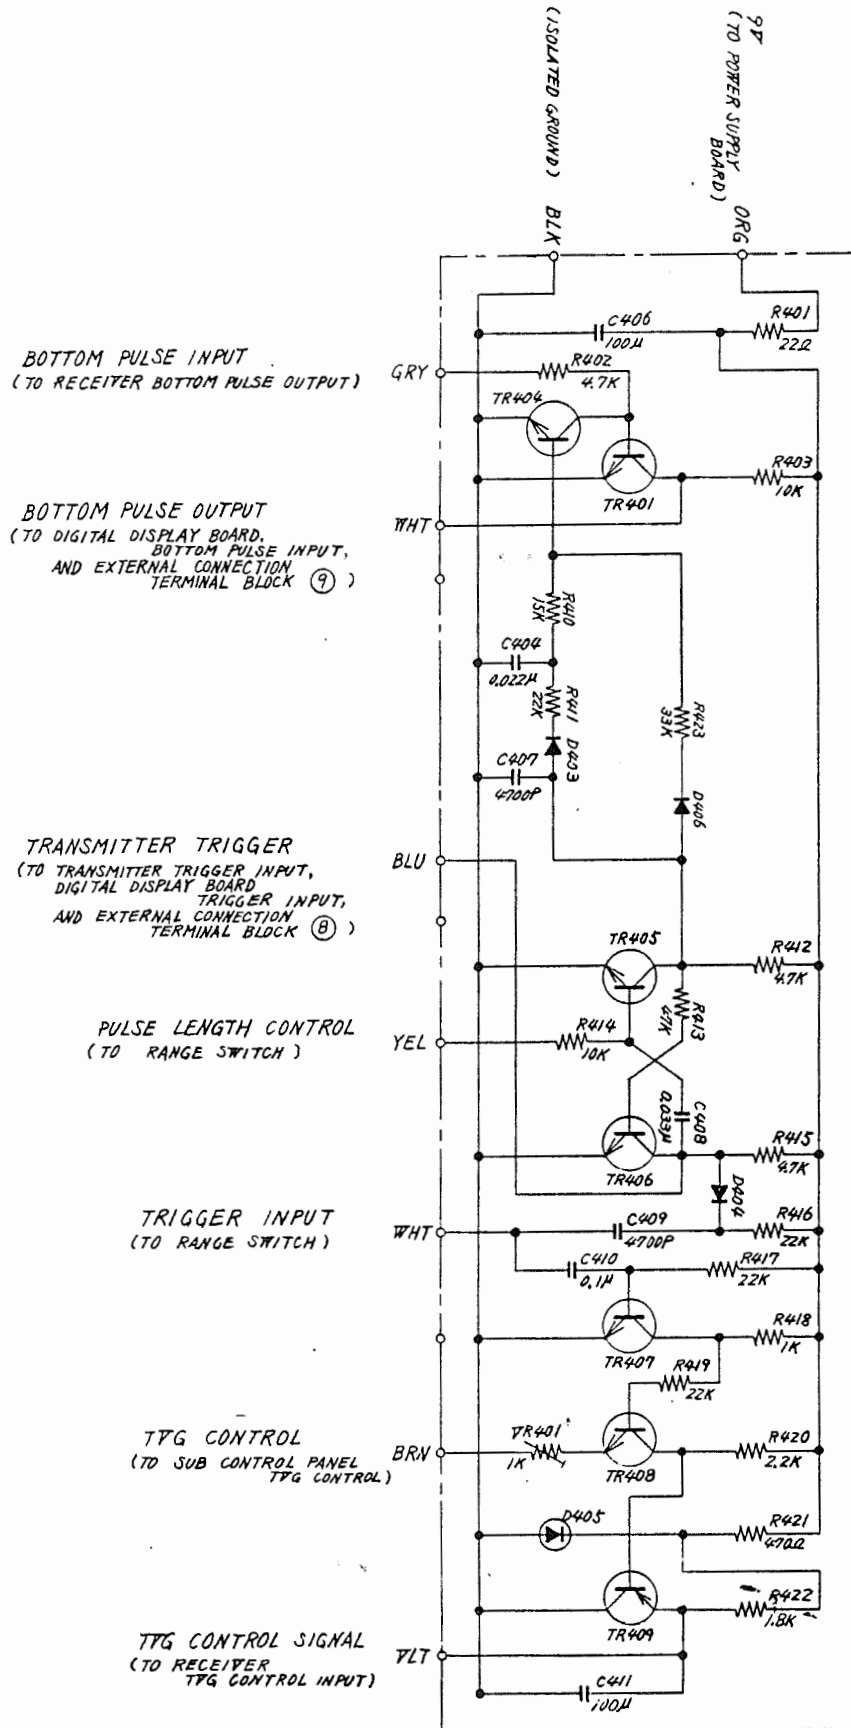 9V
(TO POWER SUPPLY
BOARD)
ORG
(ISOLATED GROUND)
BLK
C406
100μ
R401
22Ω
BOTTOM PULSE INPUT
(TO RECEIVER BOTTOM PULSE OUTPUT)
GRY
R402
4.7K
TR404
TR401
R403
10K
BOTTOM PULSE OUTPUT
(TO DIGITAL DISPLAY BOARD,
BOTTOM PULSE INPUT,
AND EXTERNAL CONNECTION
TERMINAL BLOCK ⑨)
WHT
R410
15K
C404
0.022μ
R411
22K
D403
C407
4700P
R423
33K
D406
TRANSMITTER TRIGGER
(TO TRANSMITTER TRIGGER INPUT,
DIGITAL DISPLAY BOARD
TRIGGER INPUT,
AND EXTERNAL CONNECTION
TERMINAL BLOCK ⑧)
BLU
TR405
R412
4.7K
R413
47K
PULSE LENGTH CONTROL
(TO RANGE SWITCH)
YEL
R414
10K
C408
0.033μ
TR406
R415
4.7K
D404
TRIGGER INPUT
(TO RANGE SWITCH)
WHT
C409
4700P
R416
22K
C410
0.1μ
R417
22K
TR407
R418
1K
R419
22K
TVG CONTROL
(TO SUB CONTROL PANEL
TVG CONTROL)
BRN
VR401
1K
TR408
R420
2.2K
D405
R421
470Ω
TR409
R422
1.8K
TVG CONTROL SIGNAL
(TO RECEIVER
TVG CONTROL INPUT)
VLT
C411
100μ